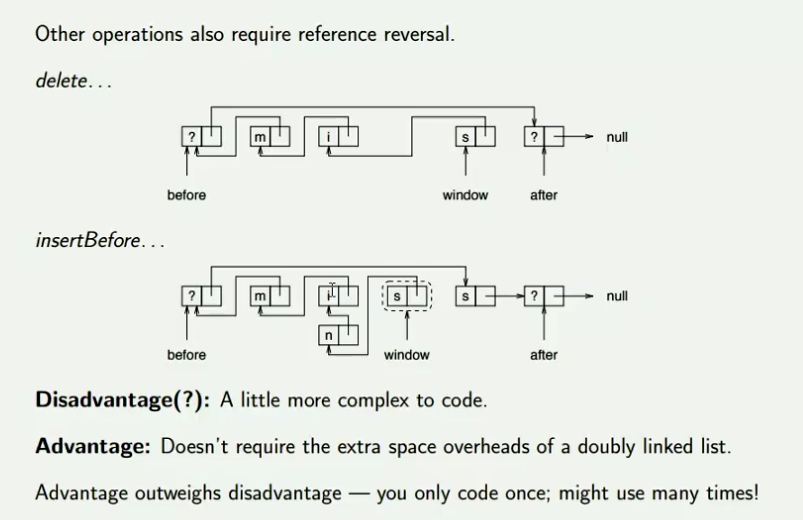 Other operations also require reference reversal.
delete...
? m i s ? null
before window after
insertBefore...
? m i s s ? null
n
before window after
Disadvantage(?): A little more complex to code.
Advantage: Doesn't require the extra space overheads of a doubly linked list.
Advantage outweighs disadvantage — you only code once; might use many times!